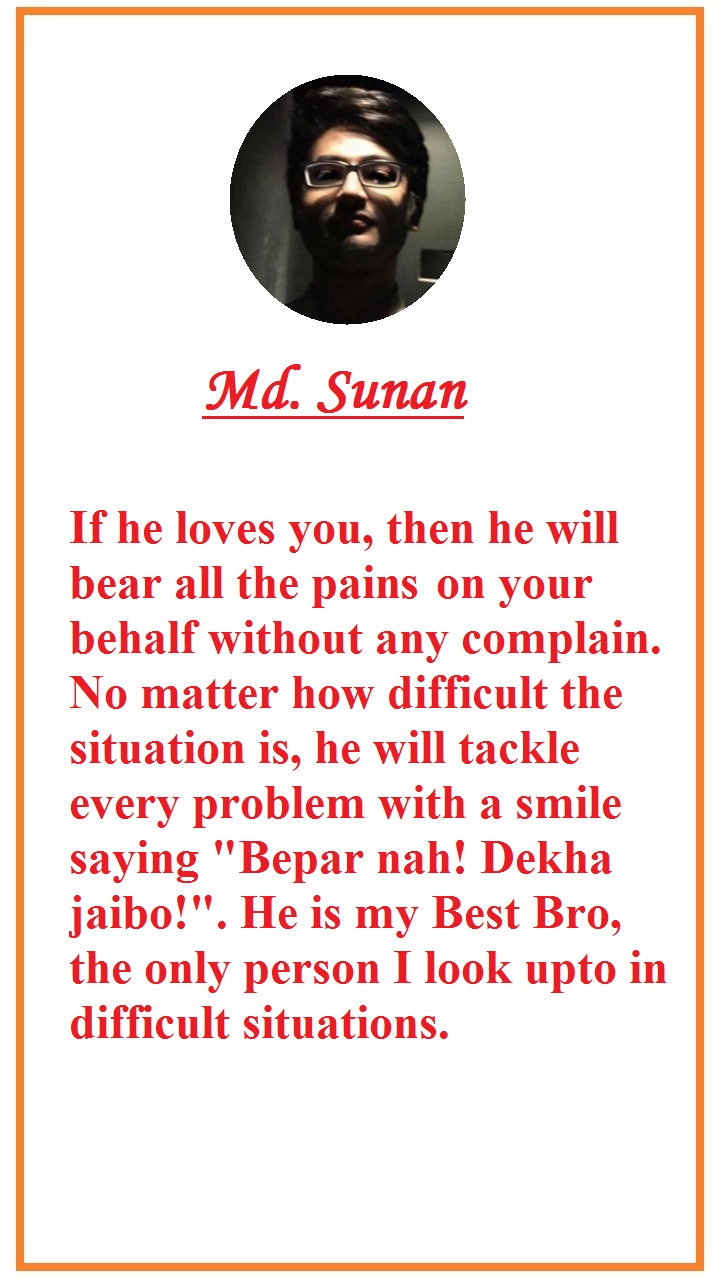 Md. Sunan
If he loves you, then he will
bear all the pains on your
behalf without any complain.
No matter how difficult the
situation is, he will tackle
every problem with a smile
saying "Bepar nah! Dekha
jaibo!". He is my Best Bro,
the only person I look upto in
difficult situations.